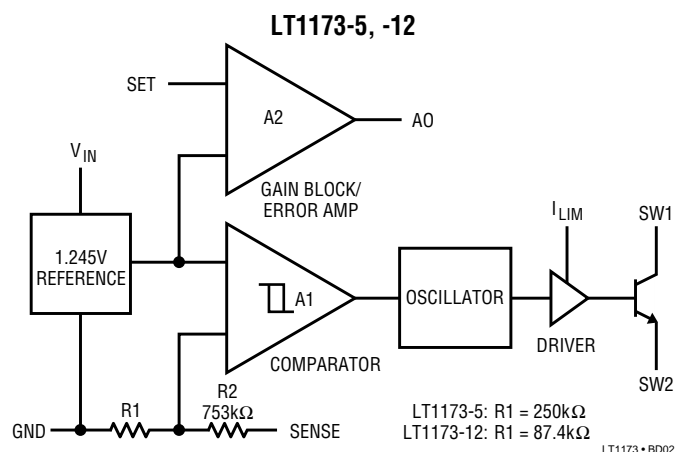 LT1173-5, -12
SET
A2
AO
V_IN
GAIN BLOCK/
ERROR AMP
I_LIM
SW1
1.245V
REFERENCE
A1
OSCILLATOR
COMPARATOR
DRIVER
R1
R2
753kΩ
SW2
GND
SENSE
LT1173-5: R1 = 250kΩ
LT1173-12: R1 = 87.4kΩ
LT1173 • BD02